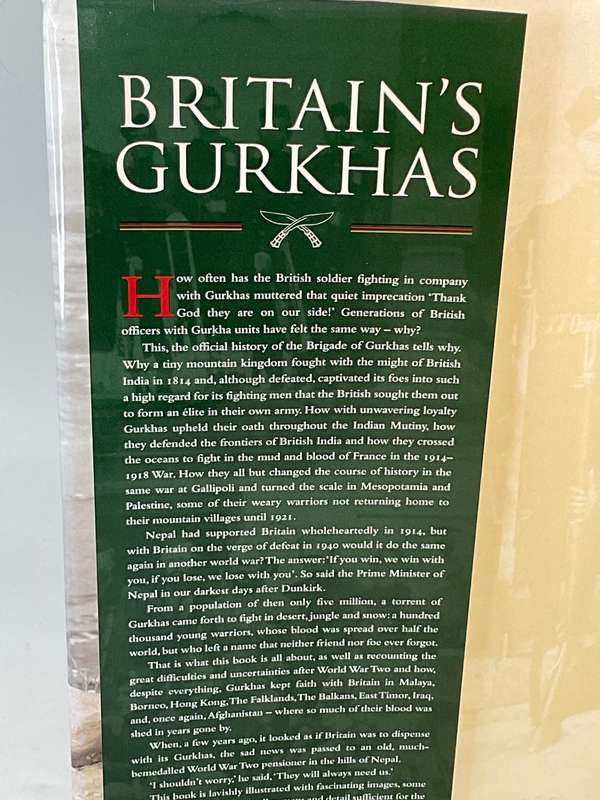 BRITAIN'S
GURKHAS
How often has the British soldier fighting in company
with Gurkhas muttered that quiet imprecation 'Thank
God they are on our side!' Generations of British
officers with Gurkha units have felt the same way – why?
This, the official history of the Brigade of Gurkhas tells why.
Why a tiny mountain kingdom fought with the might of British
India in 1814 and, although defeated, captivated its foes into such
a high regard for its fighting men that the British sought them out
to form an élite in their own army. How with unwavering loyalty
Gurkhas upheld their oath throughout the Indian Mutiny, how
they defended the frontiers of British India and how they crossed
the oceans to fight in the mud and blood of France in the 1914–
1918 War. How they all but changed the course of history in the
same war at Gallipoli and turned the scale in Mesopotamia and
Palestine, some of their weary warriors not returning home to
their mountain villages until 1921.
Nepal had supported Britain wholeheartedly in 1914, but
with Britain on the verge of defeat in 1940 would it do the same
again in another world war? The answer: 'If you win, we win with
you, if you lose, we lose with you'. So said the Prime Minister of
Nepal in our darkest days after Dunkirk.
From a population of then only five million, a torrent of
Gurkhas came forth to fight in desert, jungle and snow: a hundred
thousand young warriors, whose blood was spread over half the
world, but who left a name that neither friend nor foe ever forgot.
That is what this book is all about, as well as recounting the
great difficulties and uncertainties after World War Two and how,
despite everything, Gurkhas kept faith with Britain in Malaya,
Borneo, Hong Kong, The Falklands, The Balkans, East Timor, Iraq,
and, once again, Afghanistan – where so much of their blood was
shed in years gone by.
When, a few years ago, it looked as if Britain was to dispense
with its Gurkhas, the sad news was passed to an old, much-
bemedalled World War Two pensioner in the hills of Nepal.
'I shouldn't worry,' he said, 'They will always need us.'
This book is lavishly illustrated with fascinating images, some
and detail sufficient for the